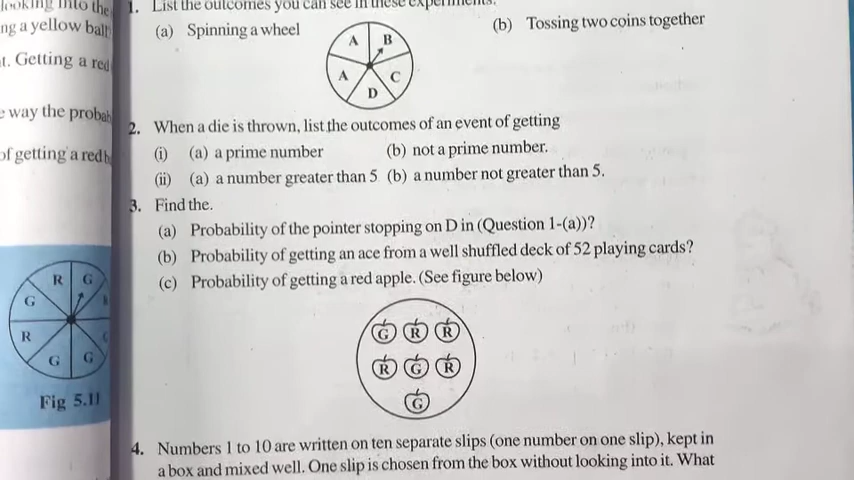 looking into the
ng a yellow ball
t. Getting a red
e way the probab
of getting a red b
R G
G
R
G G
Fig 5.11
1. List the outcomes you can see in these experiments.
(a) Spinning a wheel (b) Tossing two coins together
A B
A C
D
2. When a die is thrown, list the outcomes of an event of getting
(i) (a) a prime number (b) not a prime number.
(ii) (a) a number greater than 5 (b) a number not greater than 5.
3. Find the.
(a) Probability of the pointer stopping on D in (Question 1-(a))?
(b) Probability of getting an ace from a well shuffled deck of 52 playing cards?
(c) Probability of getting a red apple. (See figure below)
G R R
R G R
G
4. Numbers 1 to 10 are written on ten separate slips (one number on one slip), kept in
a box and mixed well. One slip is chosen from the box without looking into it. What